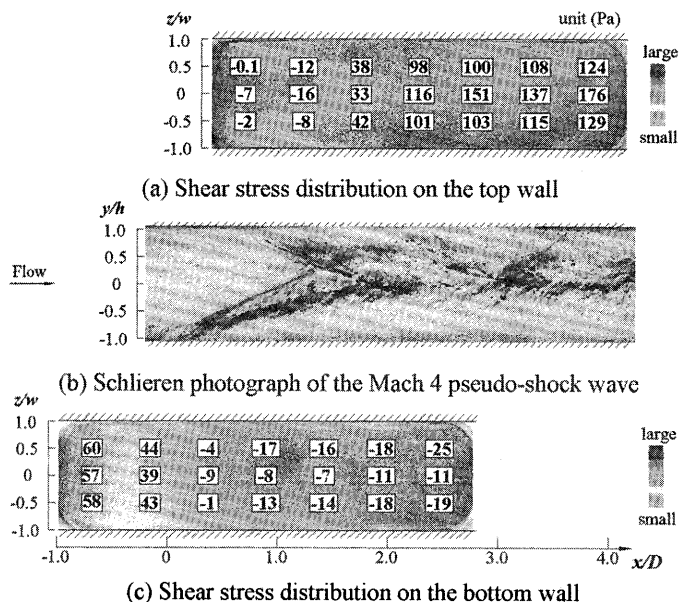 z/w
unit (Pa)
1.0
0.5
0
-0.5
-1.0
-0.1 -12 38 98 100 108 124
-7 -16 33 116 151 137 176
-2 -8 42 101 103 115 129
large
small
(a) Shear stress distribution on the top wall
y/h
1.0
0.5
0
-0.5
-1.0
Flow
(b) Schlieren photograph of the Mach 4 pseudo-shock wave
z/w
1.0
0.5
0
-0.5
-1.0
60 44 -4 -17 -16 -18 -25
57 39 -9 -8 -7 -11 -11
58 43 -1 -13 -14 -18 -19
large
small
-1.0 0 1.0 2.0 3.0 4.0
x/D
(c) Shear stress distribution on the bottom wall